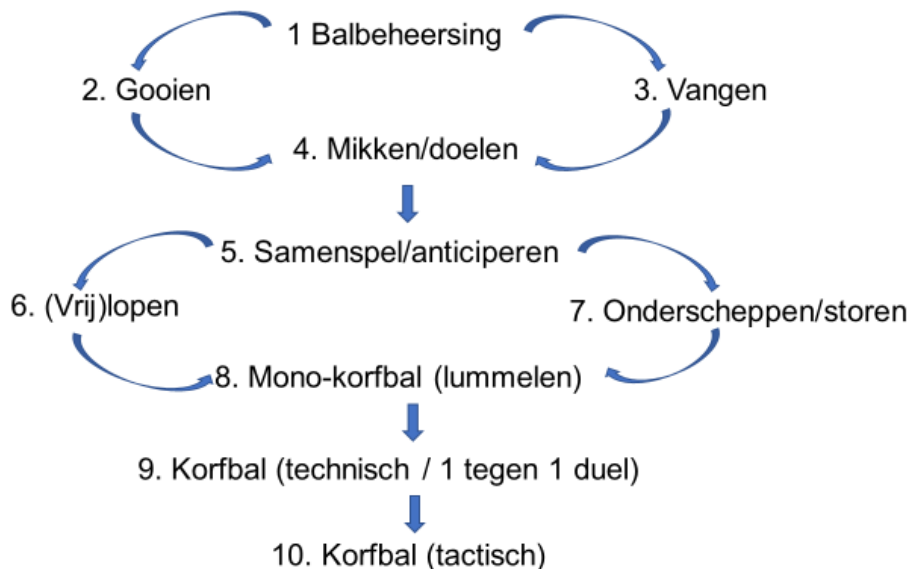 1 Balbeheersing
2. Gooien
3. Vangen
4. Mikken/doelen
5. Samenspel/anticiperen
6. (Vrij)lopen
7. Onderscheppen/storen
8. Mono-korfbal (lummelen)
9. Korfbal (technisch / 1 tegen 1 duel)
10. Korfbal (tactisch)